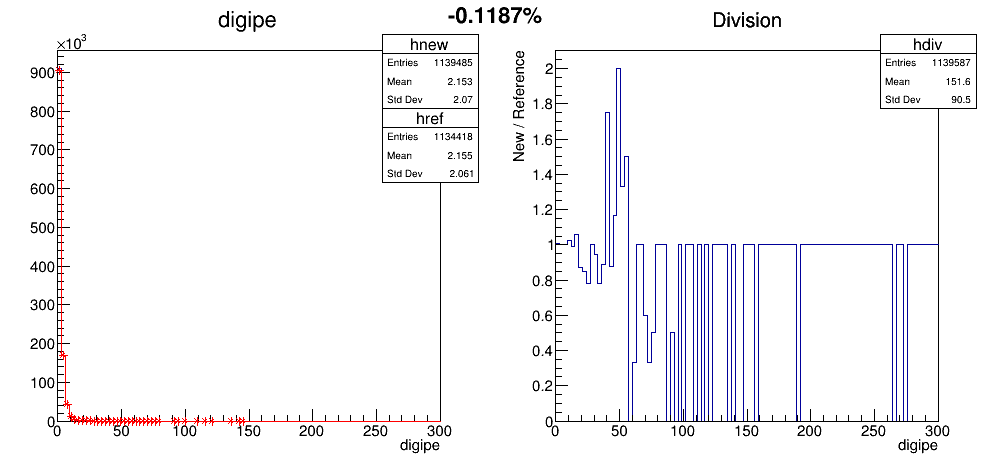 -0.1187%
digipe
×10³
hnew
Entries 1139485
Mean 2.153
Std Dev 2.07
href
Entries 1134418
Mean 2.155
Std Dev 2.061
900
800
700
600
500
400
300
200
100
0
0 50 100 150 200 250 300
digipe
Division
hdiv
Entries 1139587
Mean 151.6
Std Dev 90.5
New / Reference
2
1.8
1.6
1.4
1.2
1
0.8
0.6
0.4
0.2
0
0 50 100 150 200 250 300
digipe